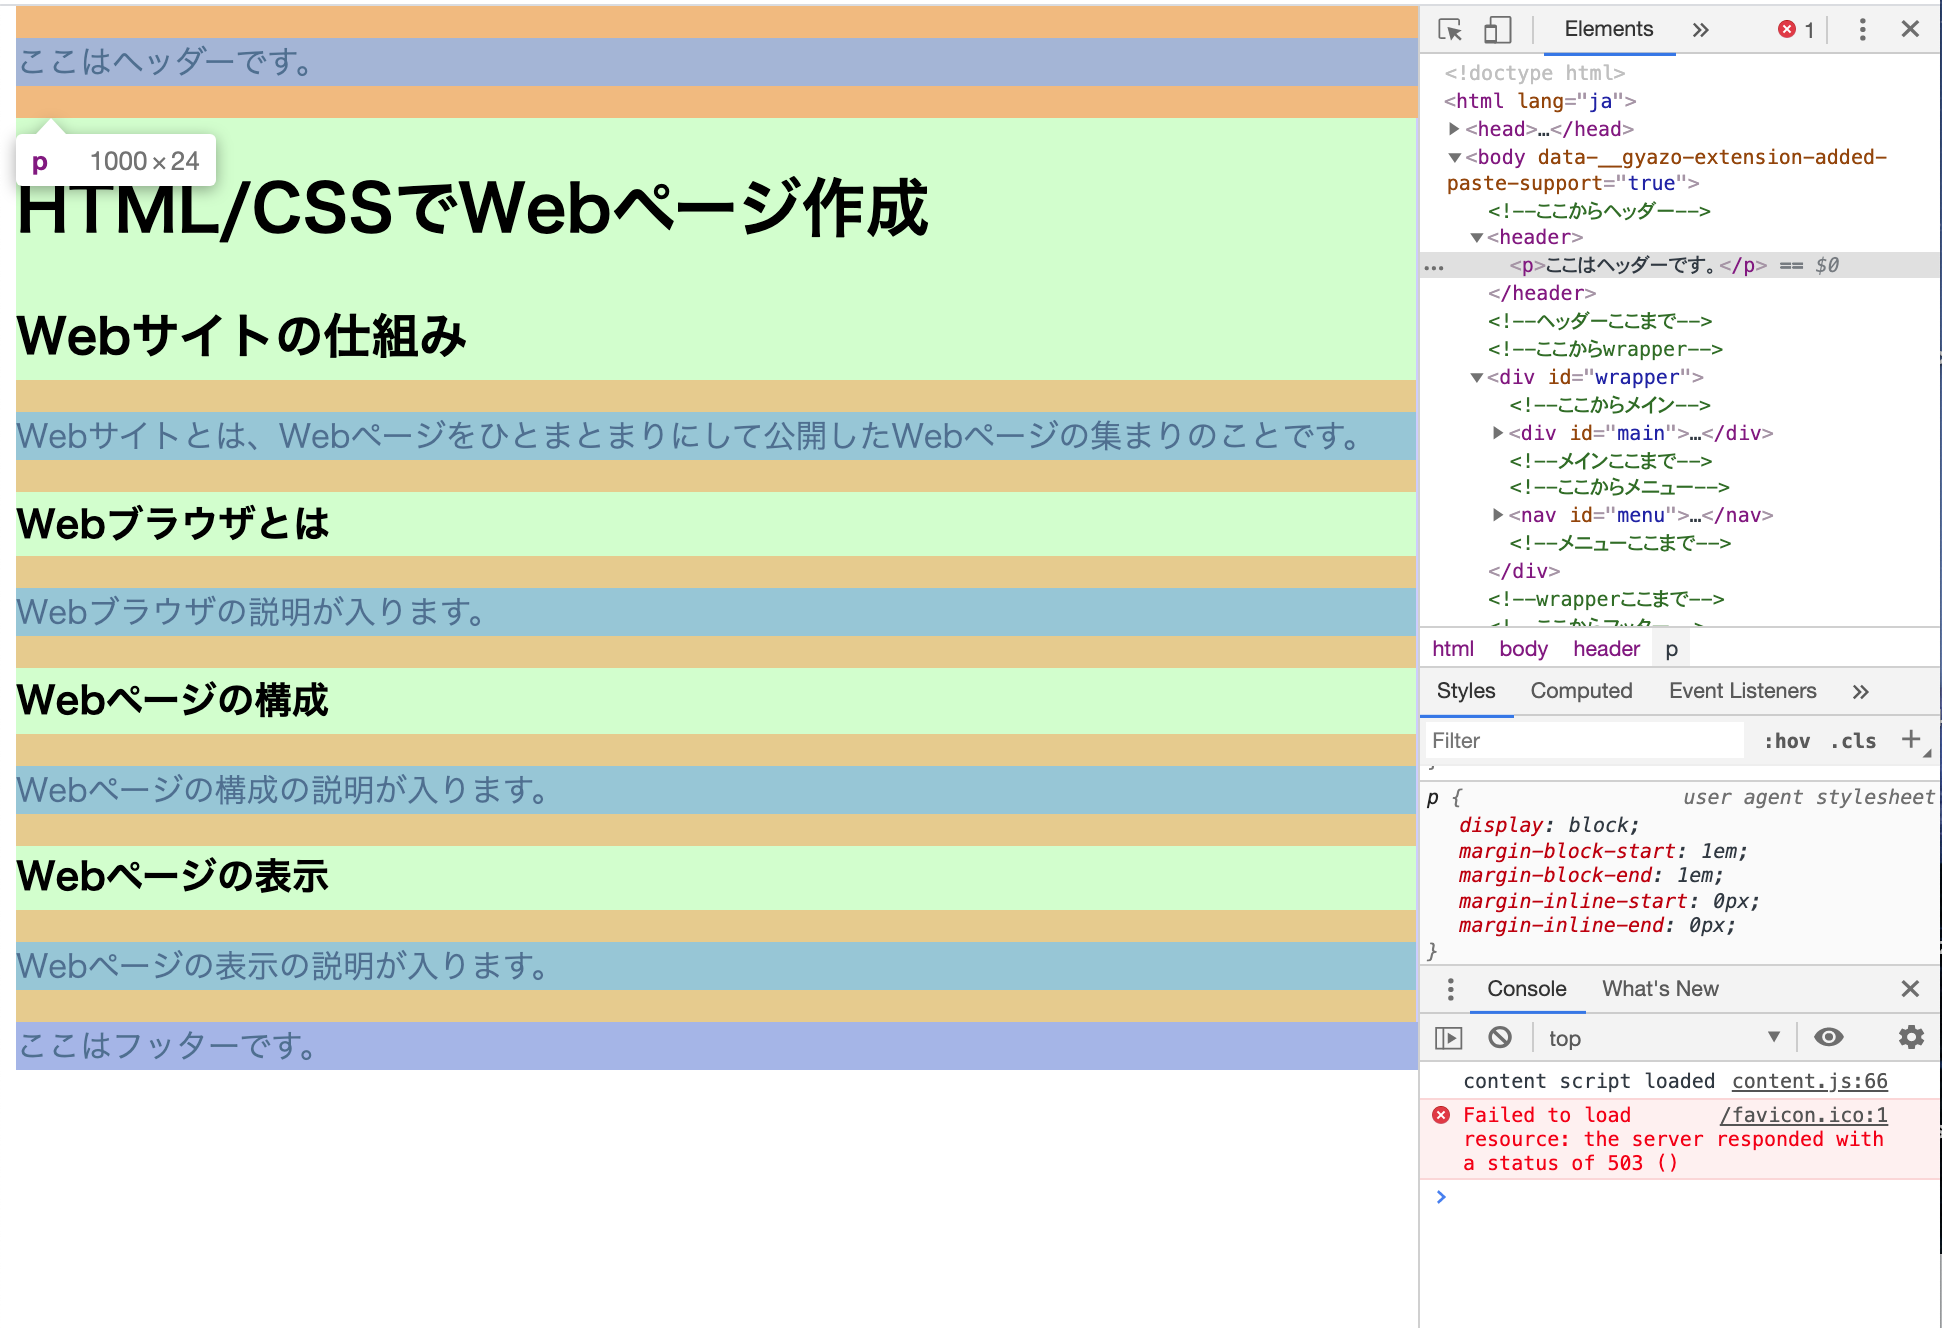 ここはヘッダーです。
p 1000 × 24
HTML/CSSでWebページ作成
Webサイトの仕組み
Webサイトとは、Webページをひとまとまりにして公開したWebページの集まりのことです。
Webブラウザとは
Webブラウザの説明が入ります。
Webページの構成
Webページの構成の説明が入ります。
Webページの表示
Webページの表示の説明が入ります。
ここはフッターです。
Elements » 1
<!doctype html>
<html lang="ja">
<head>…</head>
<body data-__gyazo-extension-added-
paste-support="true">
<!--ここからヘッダー-->
<header>
… <p>ここはヘッダーです。</p> == $0
</header>
<!--ヘッダーここまで-->
<!--ここからwrapper-->
<div id="wrapper">
<!--ここからメイン-->
<div id="main">…</div>
<!--メインここまで-->
<!--ここからメニュー-->
<nav id="menu">…</nav>
<!--メニューここまで-->
</div>
<!--wrapperここまで-->
<!--ここからフッター-->
html body header p
Styles Computed Event Listeners »
Filter :hov .cls +
}
p { user agent stylesheet
display: block;
margin-block-start: 1em;
margin-block-end: 1em;
margin-inline-start: 0px;
margin-inline-end: 0px;
}
Console What's New
top
content script loaded content.js:66
Failed to load /favicon.ico:1
resource: the server responded with
a status of 503 ()